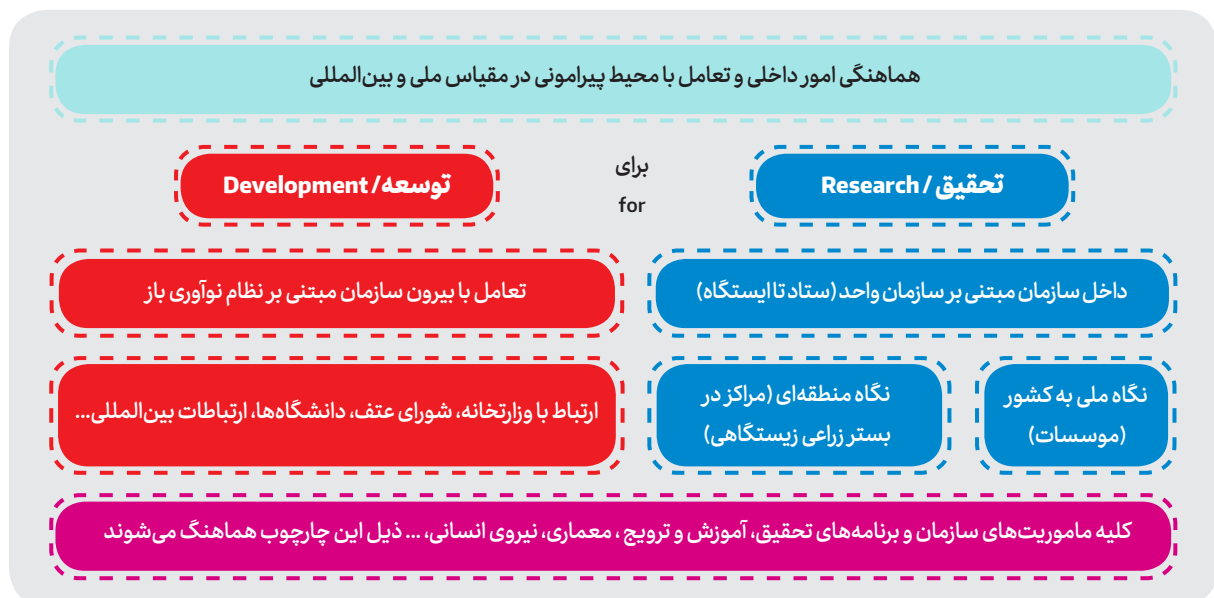 هماهنگی امور داخلی و تعامل با محیط پیرامونی در مقیاس ملی و بین‌المللی
تحقیق / Research
برای
for
توسعه / Development
داخل سازمان مبتنی بر سازمان واحد (ستاد تا ایستگاه)
تعامل با بیرون سازمان مبتنی بر نظام نوآوری باز
نگاه ملی به کشور
(موسسات)
نگاه منطقه‌ای (مراکز در
بستر زراعی زیستگاهی)
ارتباط با وزارتخانه، شورای عتف، دانشگاه‌ها، ارتباطات بین‌المللی...
کلیه ماموریت‌های سازمان و برنامه‌های تحقیق، آموزش و ترویج ، معماری، نیروی انسانی، ... ذیل این چارچوب هماهنگ می‌شوند